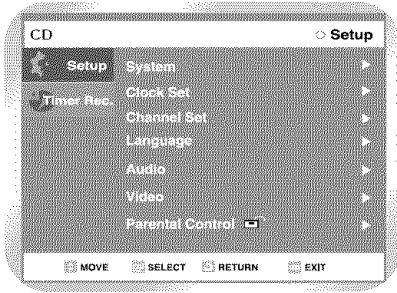 CD Setup
Setup System
Timer Rec. Clock Set
Channel Set
Language
Audio
Video
Parental Control
MOVE SELECT RETURN EXIT